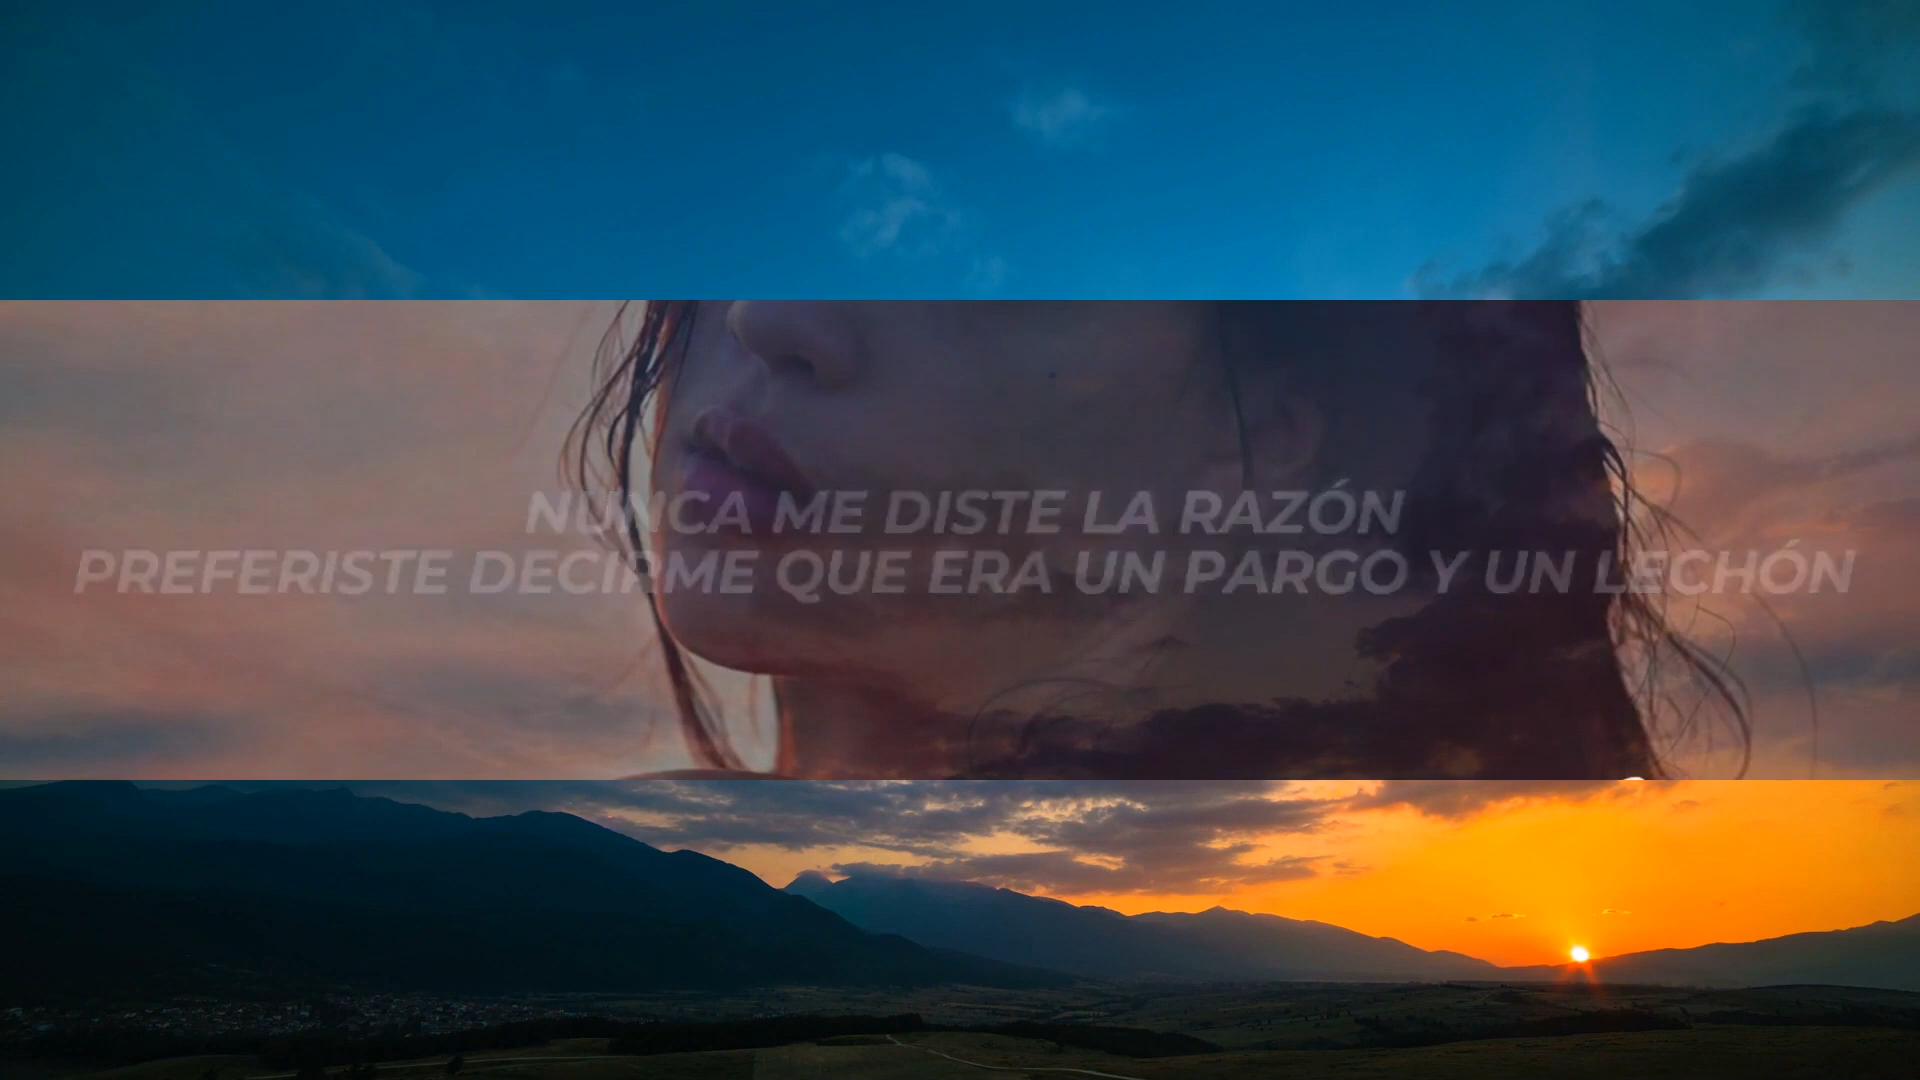 NUNCA ME DISTE LA RAZÓN
PREFERISTE DECIRME QUE ERA UN PARGO Y UN LECHÓN